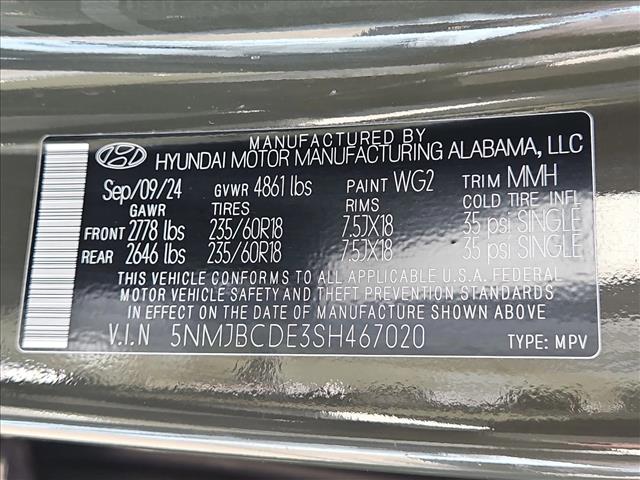 MANUFACTURED BY
HYUNDAI MOTOR MANUFACTURING ALABAMA, LLC
Sep/09/24 GVWR 4861 lbs PAINT WG2 TRIM MMH
GAWR TIRES RIMS COLD TIRE INFL
FRONT 2778 lbs 235/60R18 7.5JX18 35 psi SINGLE
REAR 2646 lbs 235/60R18 7.5JX18 35 psi SINGLE
THIS VEHICLE CONFORMS TO ALL APPLICABLE U.S.A. FEDERAL
MOTOR VEHICLE SAFETY AND THEFT PREVENTION STANDARDS
IN EFFECT ON THE DATE OF MANUFACTURE SHOWN ABOVE
V.I.N 5NMJBCDE3SH467020 TYPE: MPV